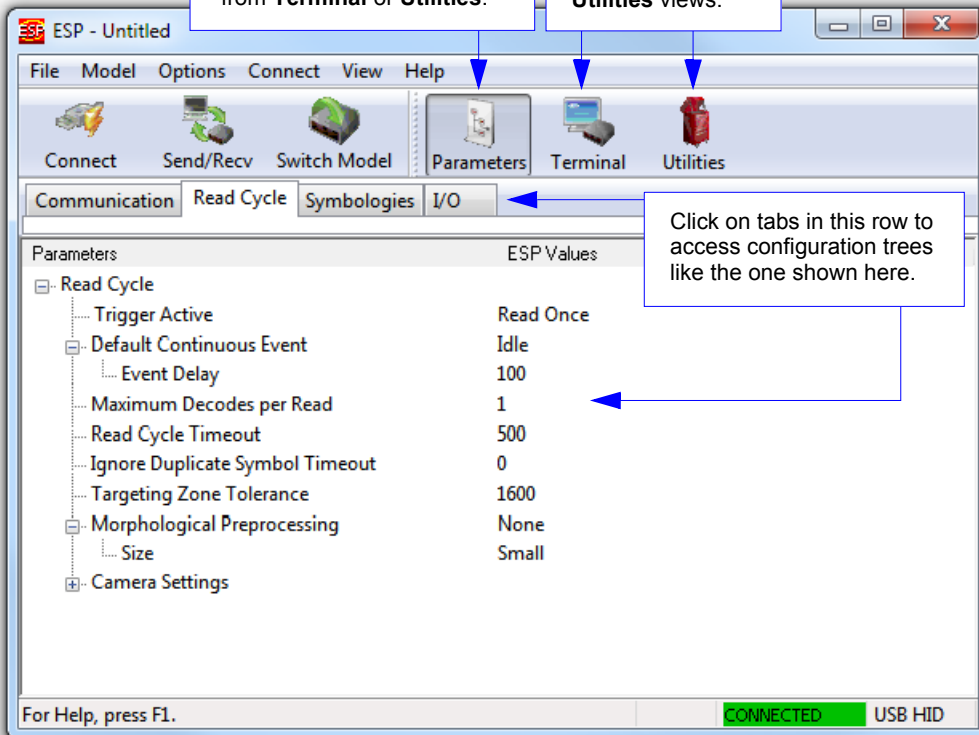 from Terminal or Utilities.
Utilities views.
ESP - Untitled
File Model Options Connect View Help
Connect Send/Recv Switch Model Parameters Terminal Utilities
Communication Read Cycle Symbologies I/O
Click on tabs in this row to
access configuration trees
like the one shown here.
Parameters ESP Values
Read Cycle
Trigger Active Read Once
Default Continuous Event Idle
Event Delay 100
Maximum Decodes per Read 1
Read Cycle Timeout 500
Ignore Duplicate Symbol Timeout 0
Targeting Zone Tolerance 1600
Morphological Preprocessing None
Size Small
Camera Settings
For Help, press F1. CONNECTED USB HID